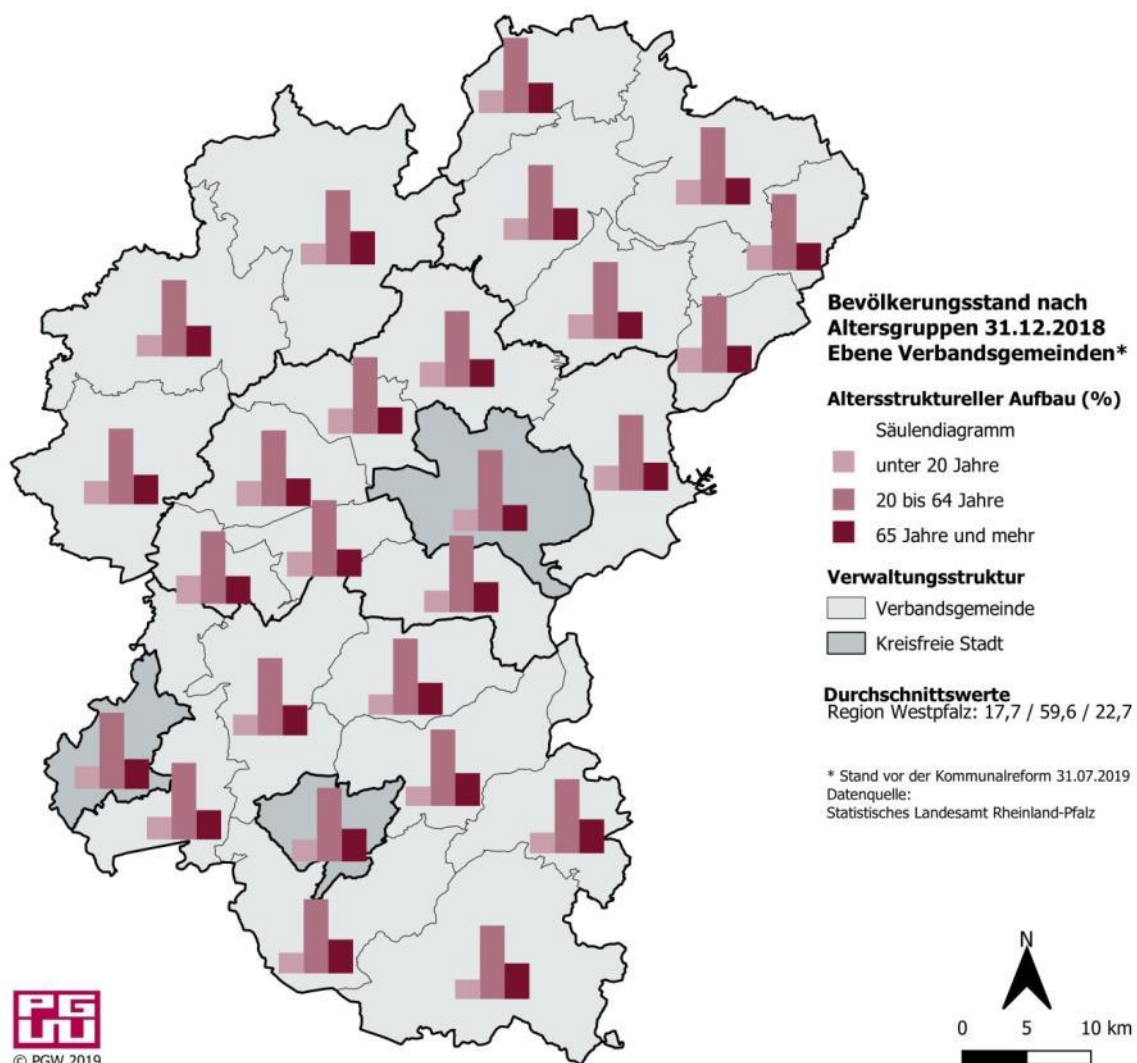 Bevölkerungsstand nach
Altersgruppen 31.12.2018
Ebene Verbandsgemeinden*
Altersstruktureller Aufbau (%)
Säulendiagramm
unter 20 Jahre
20 bis 64 Jahre
65 Jahre und mehr
Verwaltungsstruktur
Verbandsgemeinde
Kreisfreie Stadt
Durchschnittswerte
Region Westpfalz: 17,7 / 59,6 / 22,7
* Stand vor der Kommunalreform 31.07.2019
Datenquelle:
Statistisches Landesamt Rheinland-Pfalz
N
0 5 10 km
PGW
© PGW 2019